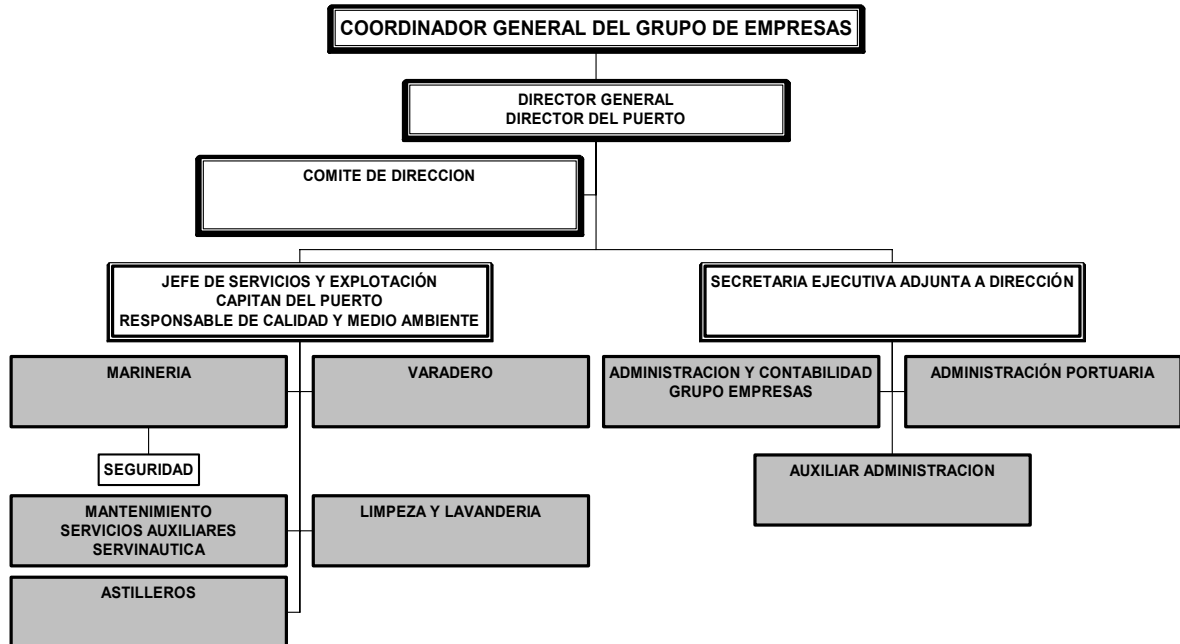 COORDINADOR GENERAL DEL GRUPO DE EMPRESAS
DIRECTOR GENERAL
DIRECTOR DEL PUERTO
COMITE DE DIRECCION
JEFE DE SERVICIOS Y EXPLOTACIÓN
CAPITAN DEL PUERTO
RESPONSABLE DE CALIDAD Y MEDIO AMBIENTE
SECRETARIA EJECUTIVA ADJUNTA A DIRECCIÓN
MARINERIA
VARADERO
ADMINISTRACION Y CONTABILIDAD
GRUPO EMPRESAS
ADMINISTRACIÓN PORTUARIA
SEGURIDAD
AUXILIAR ADMINISTRACION
MANTENIMIENTO
SERVICIOS AUXILIARES
SERVINAUTICA
LIMPEZA Y LAVANDERIA
ASTILLEROS